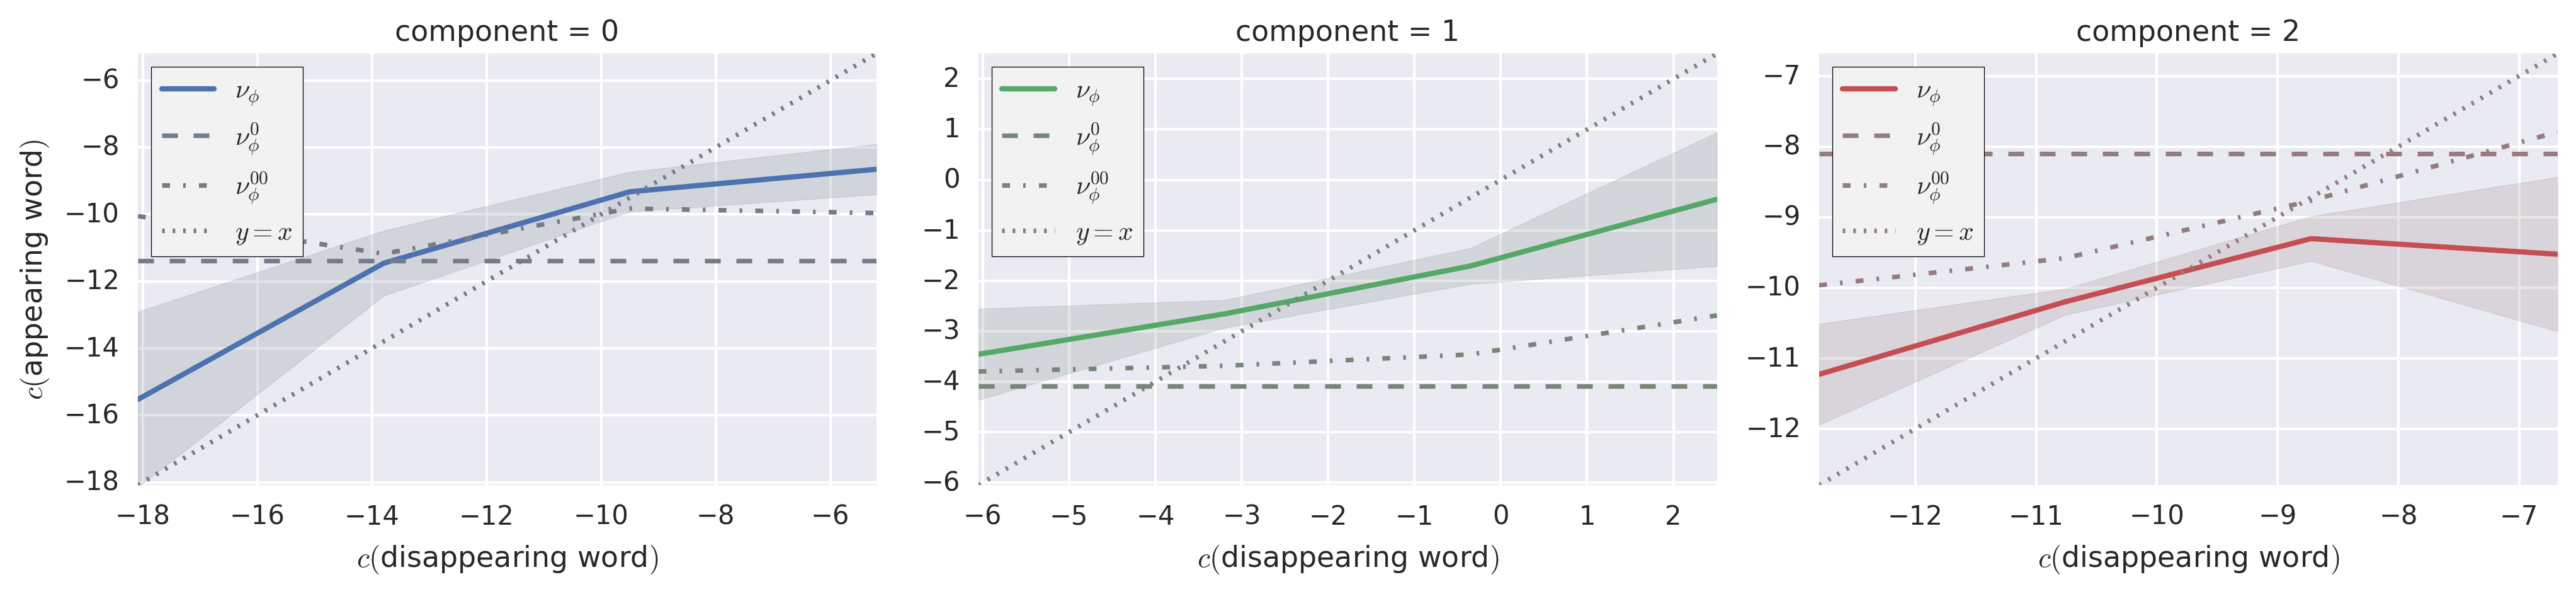 component = 0
−6
−8
−10
−12
−14
−16
−18
c(appearing word)
ν_ϕ
ν_ϕ^0
ν_ϕ^00
y = x
−18 −16 −14 −12 −10 −8 −6
c(disappearing word)
component = 1
2
1
0
−1
−2
−3
−4
−5
−6
ν_ϕ
ν_ϕ^0
ν_ϕ^00
y = x
−6 −5 −4 −3 −2 −1 0 1 2
c(disappearing word)
component = 2
−7
−8
−9
−10
−11
−12
ν_ϕ
ν_ϕ^0
ν_ϕ^00
y = x
−12 −11 −10 −9 −8 −7
c(disappearing word)